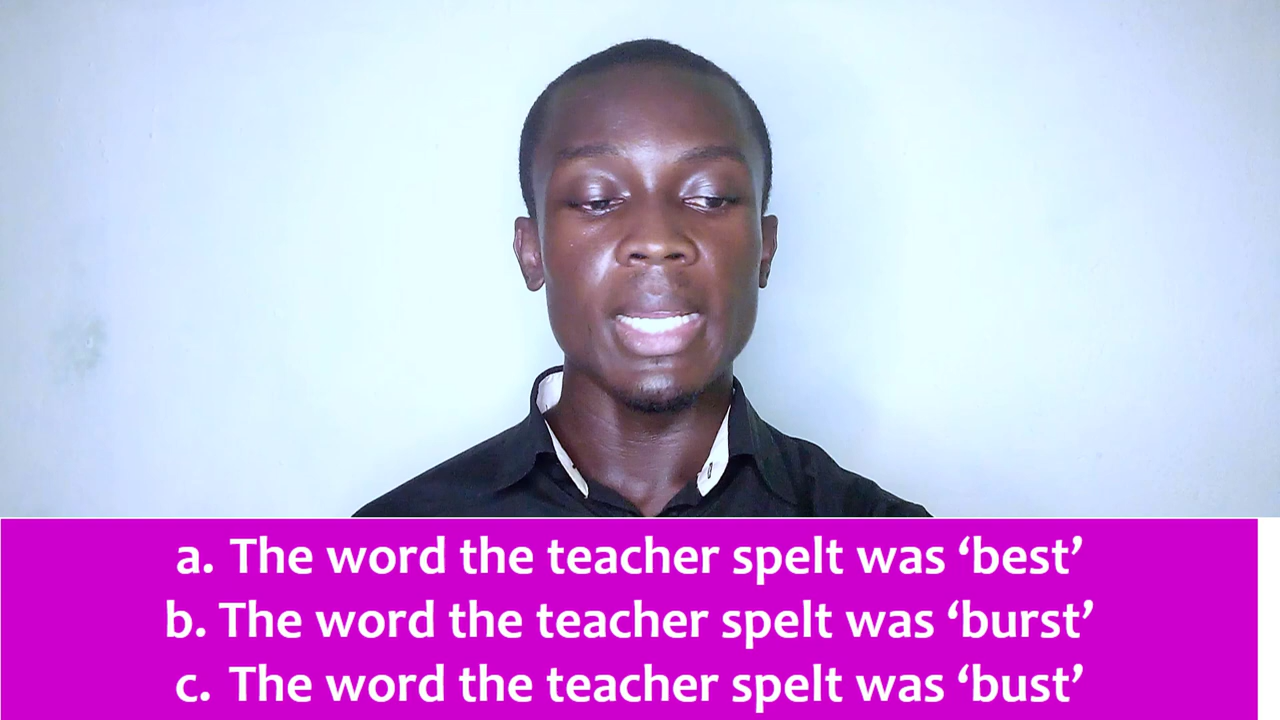 a. The word the teacher spelt was ‘best’
b. The word the teacher spelt was ‘burst’
c. The word the teacher spelt was ‘bust’